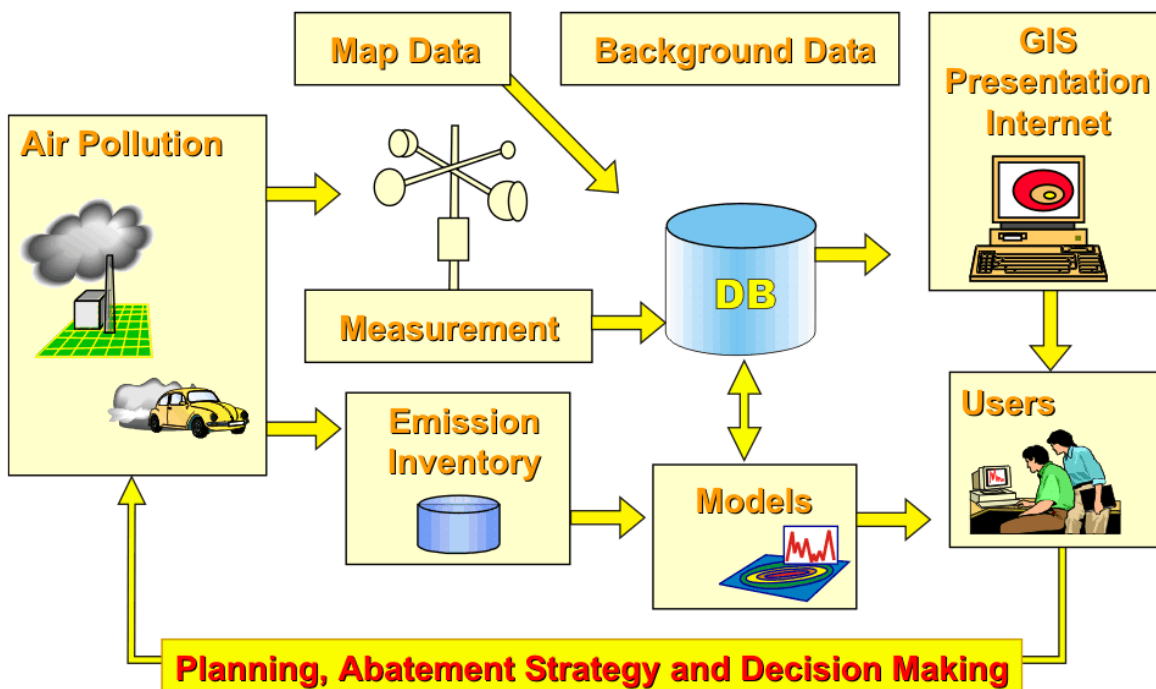 Map Data
Background Data
GIS
Presentation
Internet
Air Pollution
DB
Measurement
Users
Emission
Inventory
Models
Planning, Abatement Strategy and Decision Making